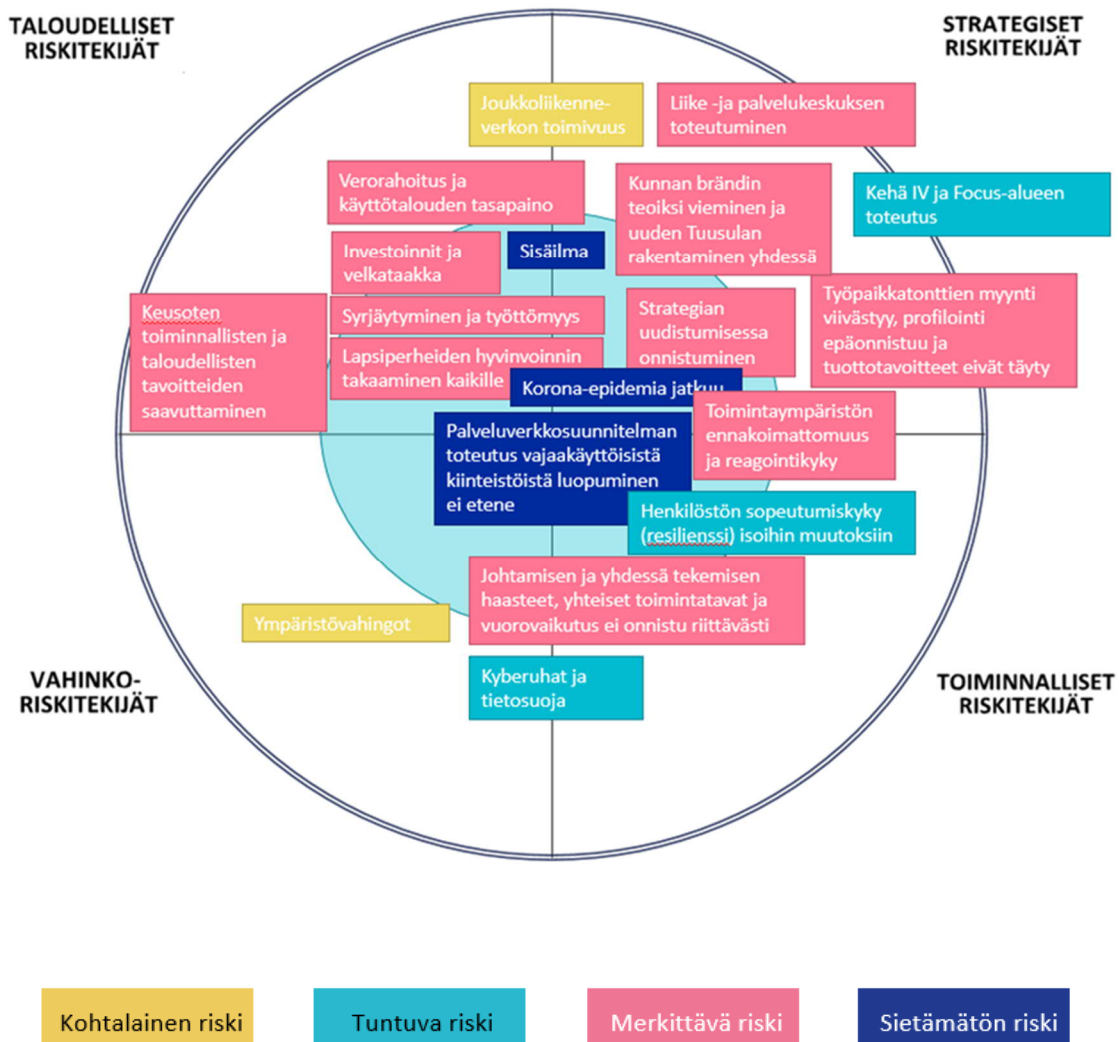 TALOUDELLISET
RISKITEKIJÄT
STRATEGISET
RISKITEKIJÄT
Joukkoliikenne-
verkon toimivuus
Liike -ja palvelukeskuksen
toteutuminen
Verorahoitus ja
käyttötalouden tasapaino
Kunnan brändin
teoiksi vieminen ja
uuden Tuusulan
rakentaminen yhdessä
Kehä IV ja Focus-alueen
toteutus
Investoinnit ja
velkataakka
Sisäilma
Keusoten
toiminnallisten ja
taloudellisten
tavoitteiden
saavuttaminen
Syrjäytyminen ja työttömyys
Strategian
uudistumisessa
onnistuminen
Työpaikkatonttien myynti
viivästyy, profilointi
epäonnistuu ja
tuottotavoitteet eivät täyty
Lapsiperheiden hyvinvoinnin
takaaminen kaikille
Korona-epidemia jatkuu
Palveluverkkosuunnitelman
toteutus vajaakäyttöisistä
kiinteistöistä luopuminen
ei etene
Toimintaympäristön
ennakoimattomuus
ja reagointikyky
Henkilöstön sopeutumiskyky
(resilienssi) isoihin muutoksiin
Johtamisen ja yhdessä tekemisen
haasteet, yhteiset toimintatavat ja
vuorovaikutus ei onnistu riittävästi
Ympäristövahingot
Kyberuhat ja
tietosuoja
VAHINKO-
RISKITEKIJÄT
TOIMINNALLISET
RISKITEKIJÄT
Kohtalainen riski
Tuntuva riski
Merkittävä riski
Sietämätön riski